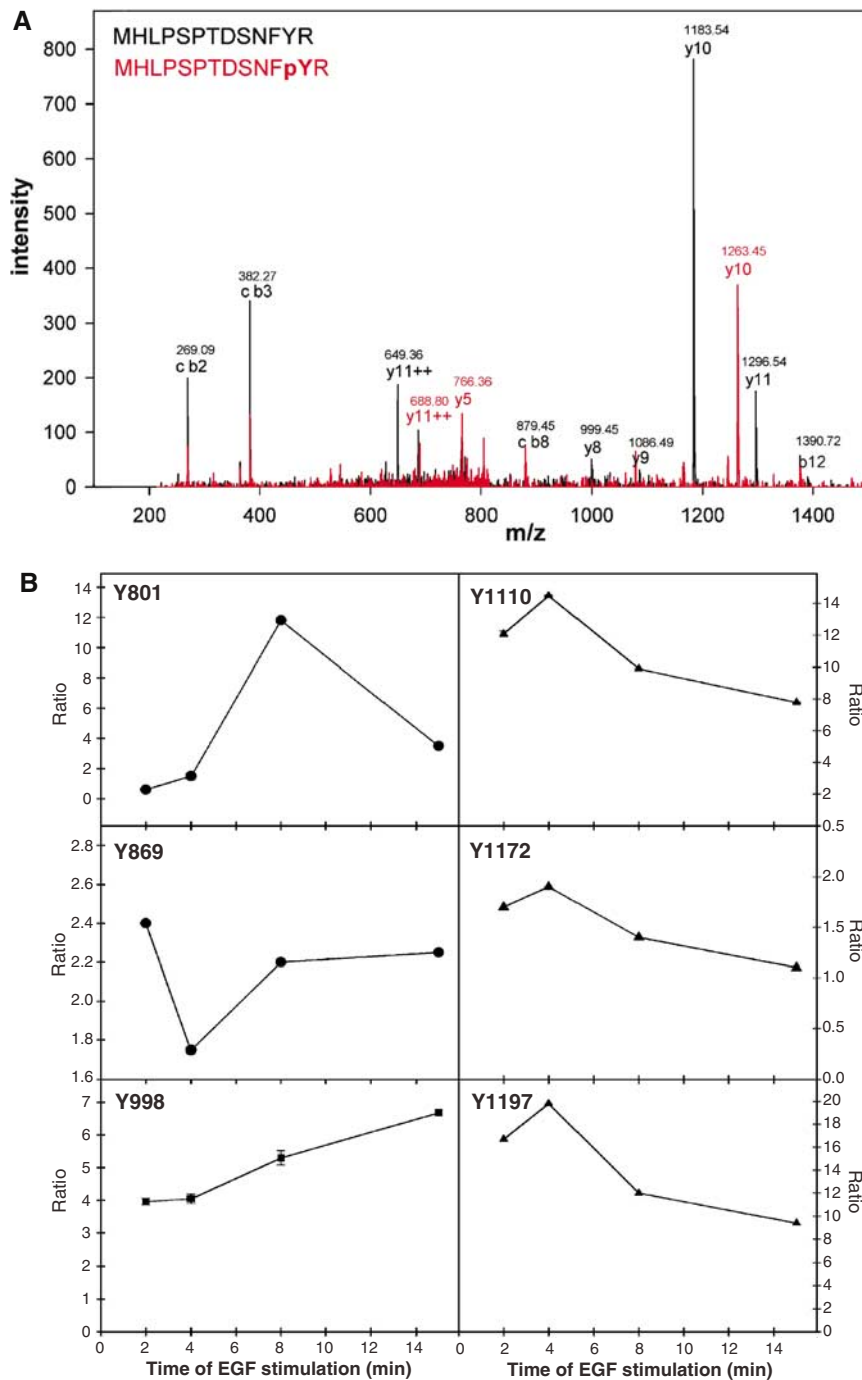 A
MHLPSPTDSNFYR
MHLPSPTDSNFpYR
intensity
800
700
600
500
400
300
200
100
0
269.09
c b2
382.27
c b3
649.36
y11++
688.80
y11++
766.36
y5
879.45
c b8
999.45
y8
1086.49
y9
1183.54
y10
1263.45
y10
1296.54
y11
1390.72
b12
200 400 600 800 1000 1200 1400
m/z
B
Y801
Ratio
14
12
10
8
6
4
2
0
Y1110
14
12
10
8
6
4
2
0.5
Ratio
Y869
Ratio
2.8
2.6
2.4
2.2
2.0
1.8
1.6
Y1172
2.0
1.5
1.0
0.5
0.0
Ratio
Y998
Ratio
7
6
5
4
3
2
1
0
Y1197
20
18
16
14
12
10
8
6
4
2
0
Ratio
0 2 4 6 8 10 12 14
Time of EGF stimulation (min)
0 2 4 6 8 10 12 14
Time of EGF stimulation (min)